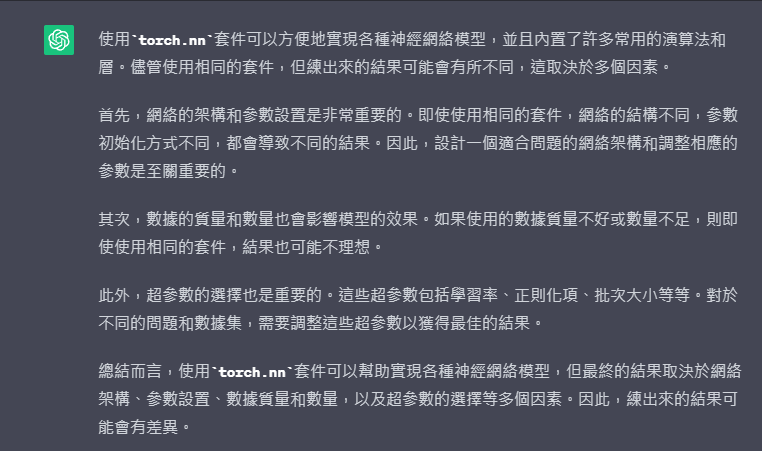 使用`torch.nn`套件可以方便地實現各種神經網絡模型，並且內置了許多常用的演算法和
層。儘管使用相同的套件，但練出來的結果可能會有所不同，這取決於多個因素。
首先，網絡的架構和參數設置是非常重要的。即使使用相同的套件，網絡的結構不同，參數
初始化方式不同，都會導致不同的結果。因此，設計一個適合問題的網絡架構和調整相應的
參數是至關重要的。
其次，數據的質量和數量也會影響模型的效果。如果使用的數據質量不好或數量不足，則即
使使用相同的套件，結果也可能不理想。
此外，超參數的選擇也是重要的。這些超參數包括學習率、正則化項、批次大小等等。對於
不同的問題和數據集，需要調整這些超參數以獲得最佳的結果。
總結而言，使用`torch.nn`套件可以幫助實現各種神經網絡模型，但最終的結果取決於網絡
架構、參數設置、數據質量和數量，以及超參數的選擇等多個因素。因此，練出來的結果可
能會有差異。